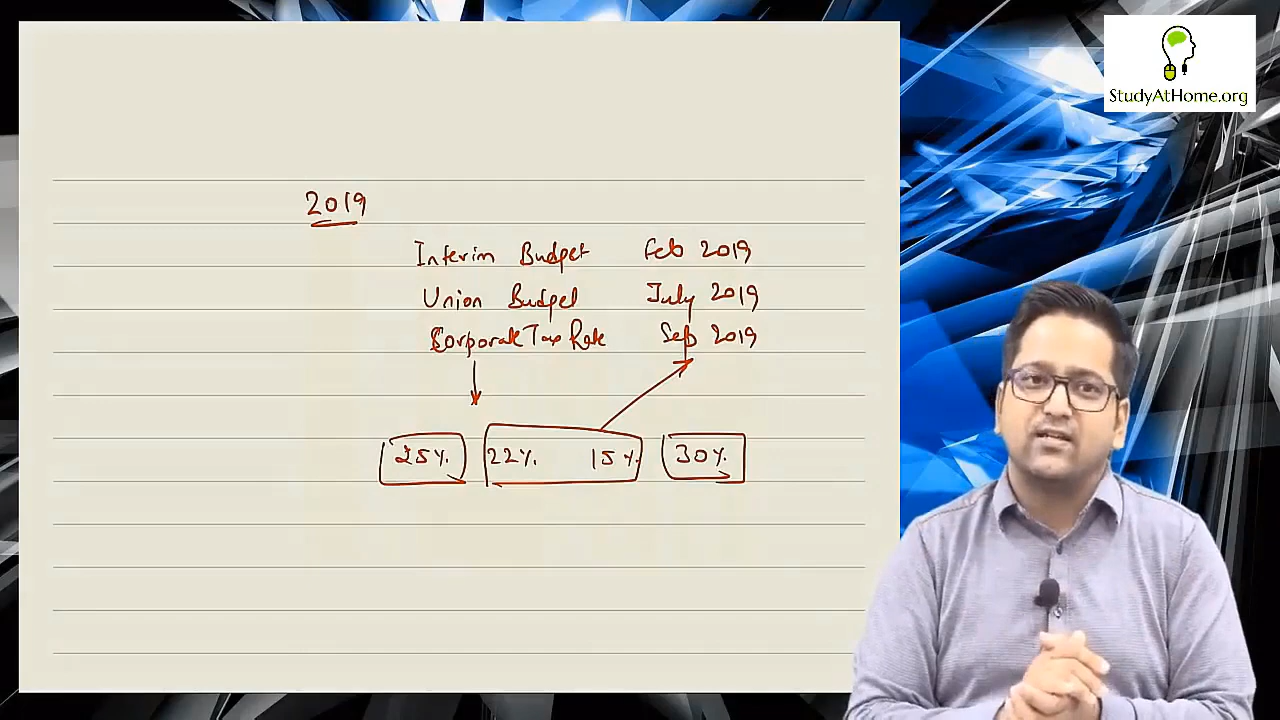 StudyAtHome.org
2019
Interim Budget Feb 2019
Union Budget July 2019
Corporate Tax Rate Sep 2019
25% 22% 15% 30%